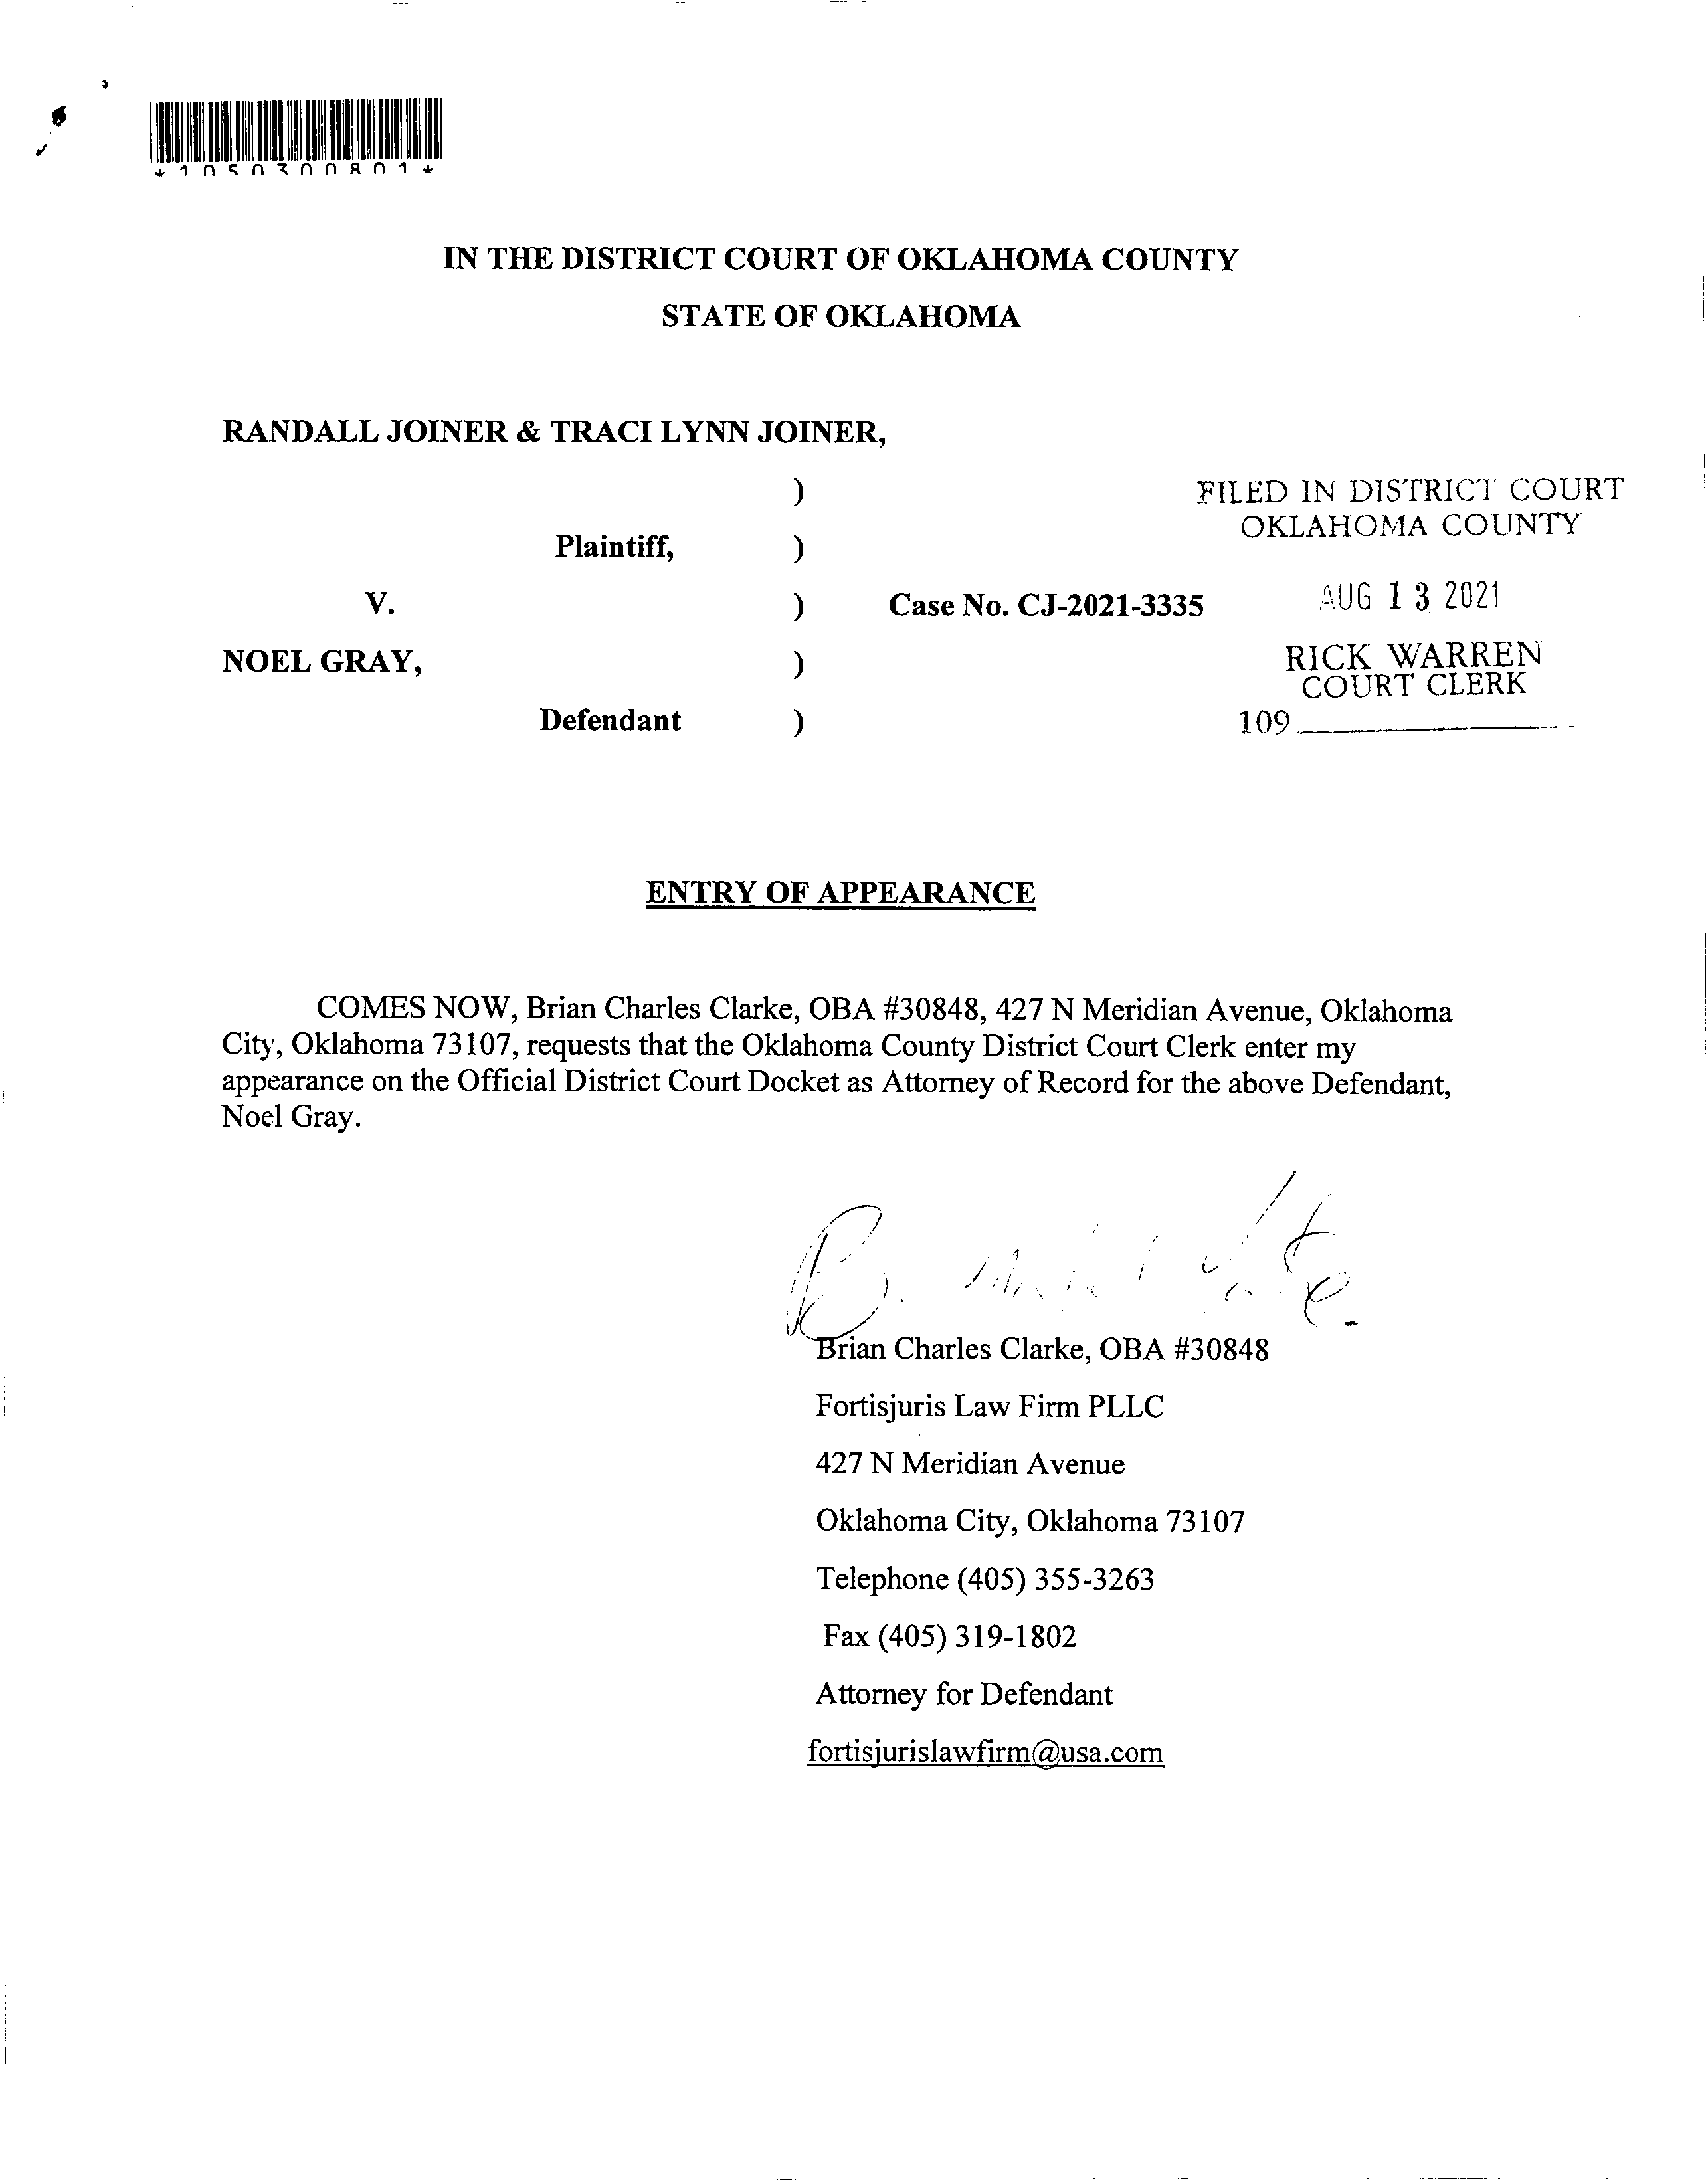 *1050300801*
IN THE DISTRICT COURT OF OKLAHOMA COUNTY
STATE OF OKLAHOMA
RANDALL JOINER & TRACI LYNN JOINER,
)
Plaintiff, )
V. ) Case No. CJ-2021-3335
NOEL GRAY, )
Defendant )
FILED IN DISTRICT COURT
OKLAHOMA COUNTY
AUG 13 2021
RICK WARREN
COURT CLERK
109
ENTRY OF APPEARANCE
COMES NOW, Brian Charles Clarke, OBA #30848, 427 N Meridian Avenue, Oklahoma
City, Oklahoma 73107, requests that the Oklahoma County District Court Clerk enter my
appearance on the Official District Court Docket as Attorney of Record for the above Defendant,
Noel Gray.
Brian Charles Clarke, OBA #30848
Fortisjuris Law Firm PLLC
427 N Meridian Avenue
Oklahoma City, Oklahoma 73107
Telephone (405) 355-3263
Fax (405) 319-1802
Attorney for Defendant
fortisjurislawfirm@usa.com